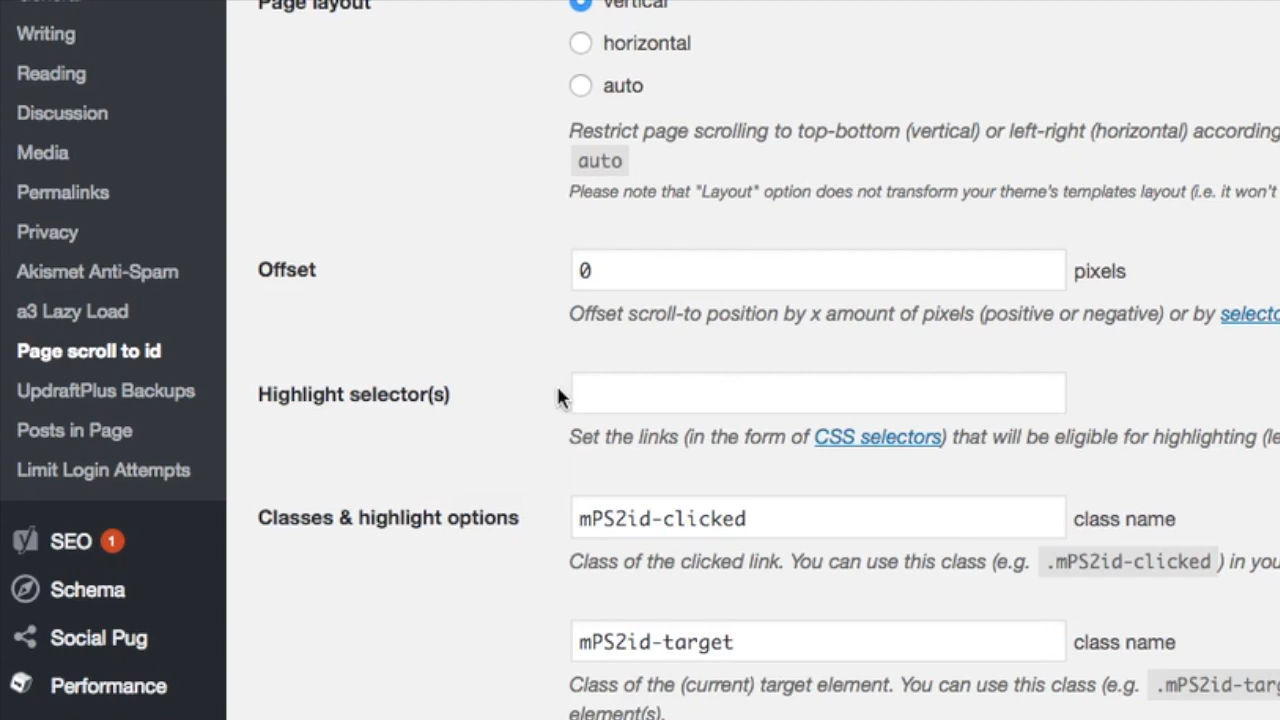 General
Writing
Reading
Discussion
Media
Permalinks
Privacy
Akismet Anti-Spam
a3 Lazy Load
Page scroll to id
UpdraftPlus Backups
Posts in Page
Limit Login Attempts
SEO 1
Schema
Social Pug
Performance
Page layout
vertical
horizontal
auto
Restrict page scrolling to top-bottom (vertical) or left-right (horizontal) according
auto
Please note that "Layout" option does not transform your theme's templates layout (i.e. it won't
Offset
0 pixels
Offset scroll-to position by x amount of pixels (positive or negative) or by selecto
Highlight selector(s)
Set the links (in the form of CSS selectors) that will be eligible for highlighting (le
Classes & highlight options
mPS2id-clicked class name
Class of the clicked link. You can use this class (e.g. .mPS2id-clicked ) in you
mPS2id-target class name
Class of the (current) target element. You can use this class (e.g. .mPS2id-targ
element(s).